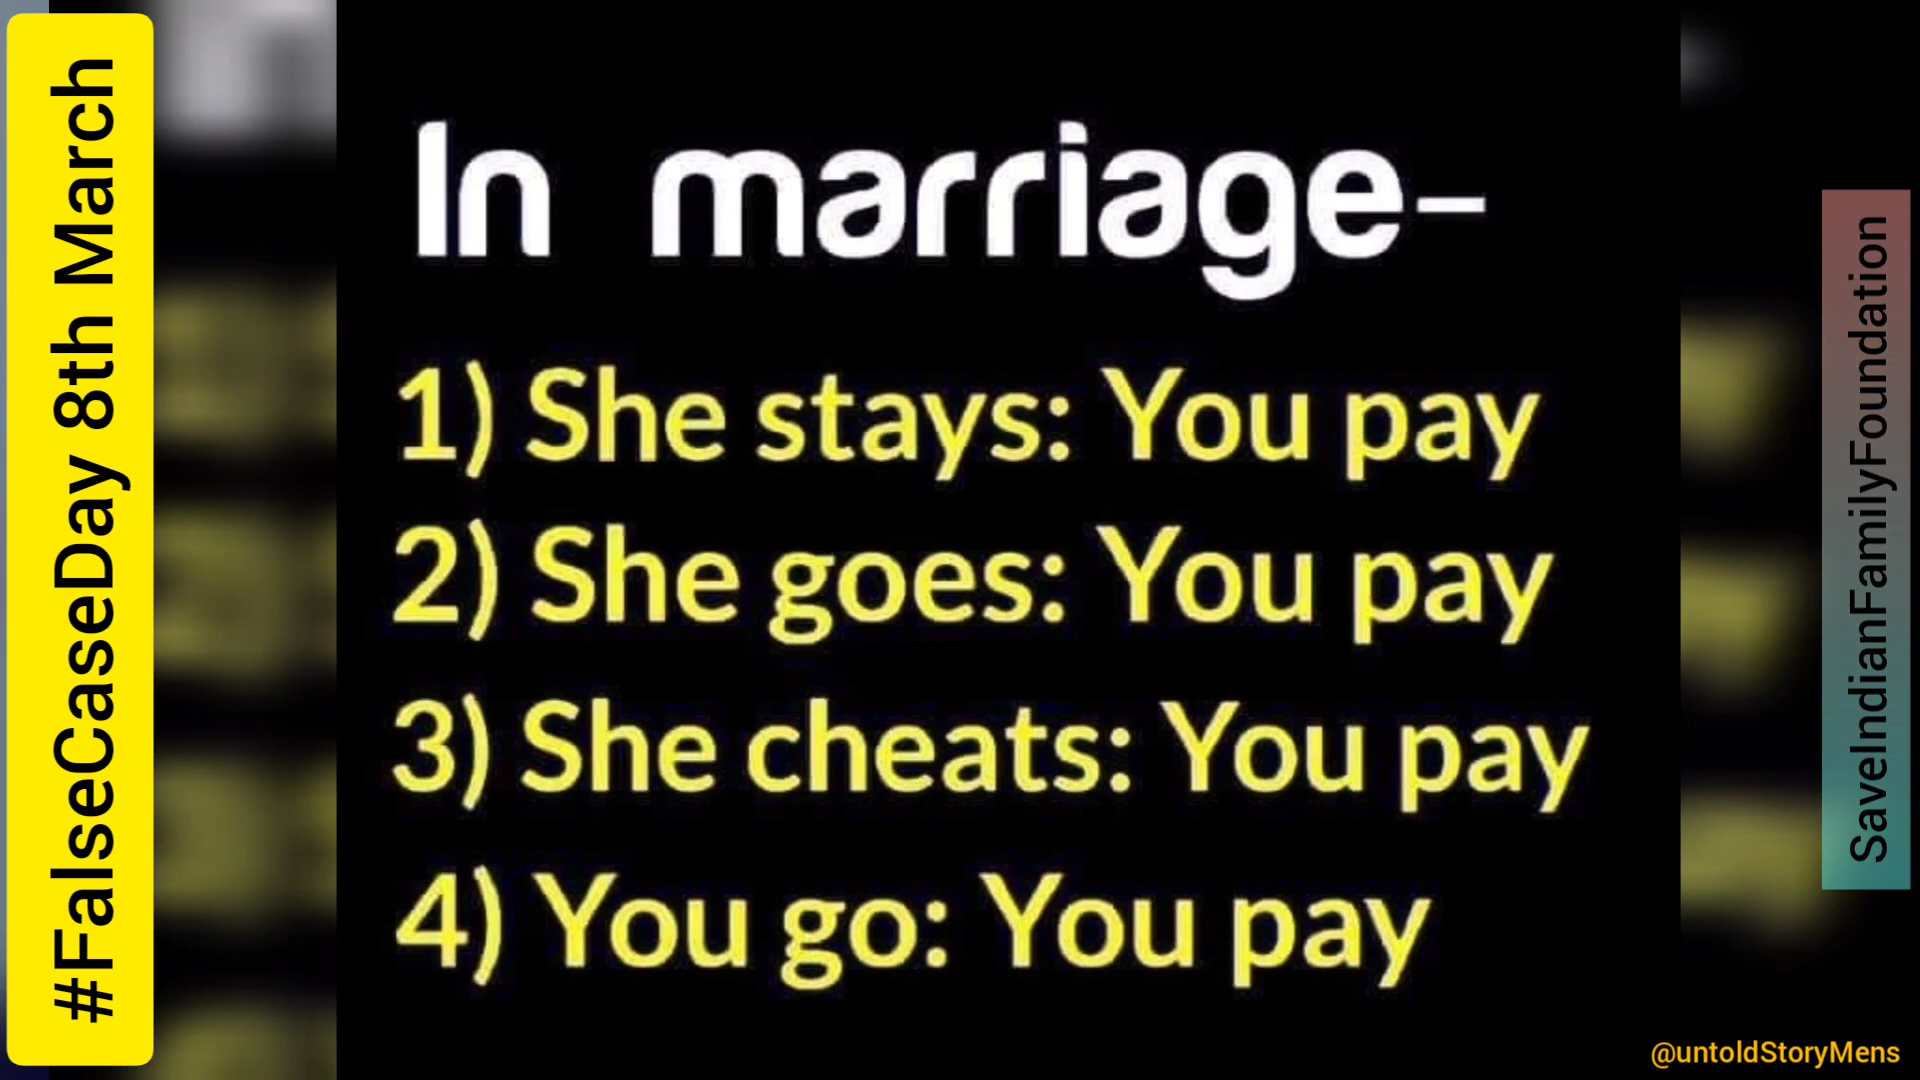 #FalseCaseDay 8th March
In marriage-
1) She stays: You pay
2) She goes: You pay
3) She cheats: You pay
4) You go: You pay
SaveIndianFamilyFoundation
@untoldStoryMens